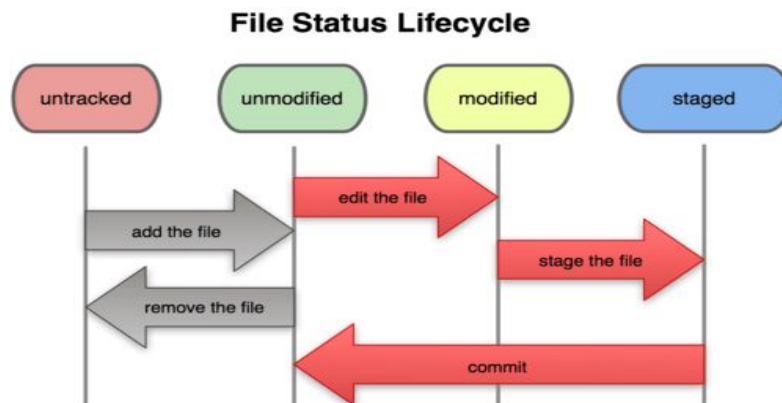 File Status Lifecycle
untracked
unmodified
modified
staged
edit the file
add the file
stage the file
remove the file
commit